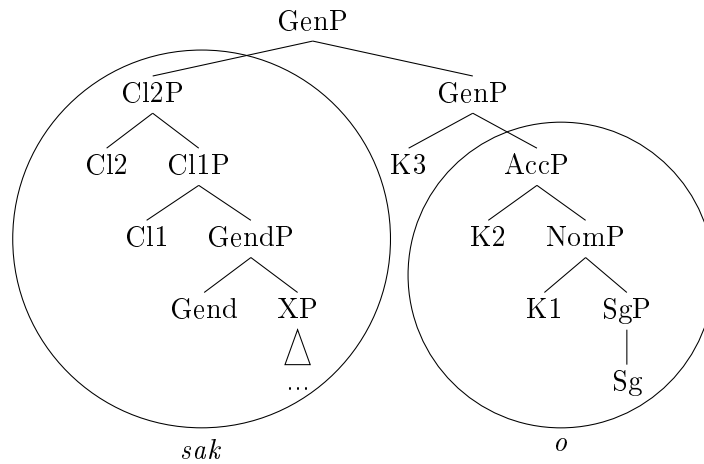 GenP
Cl2P GenP
Cl2 Cl1P K3 AccP
Cl1 GendP K2 NomP
Gend XP K1 SgP
... Sg
sak o